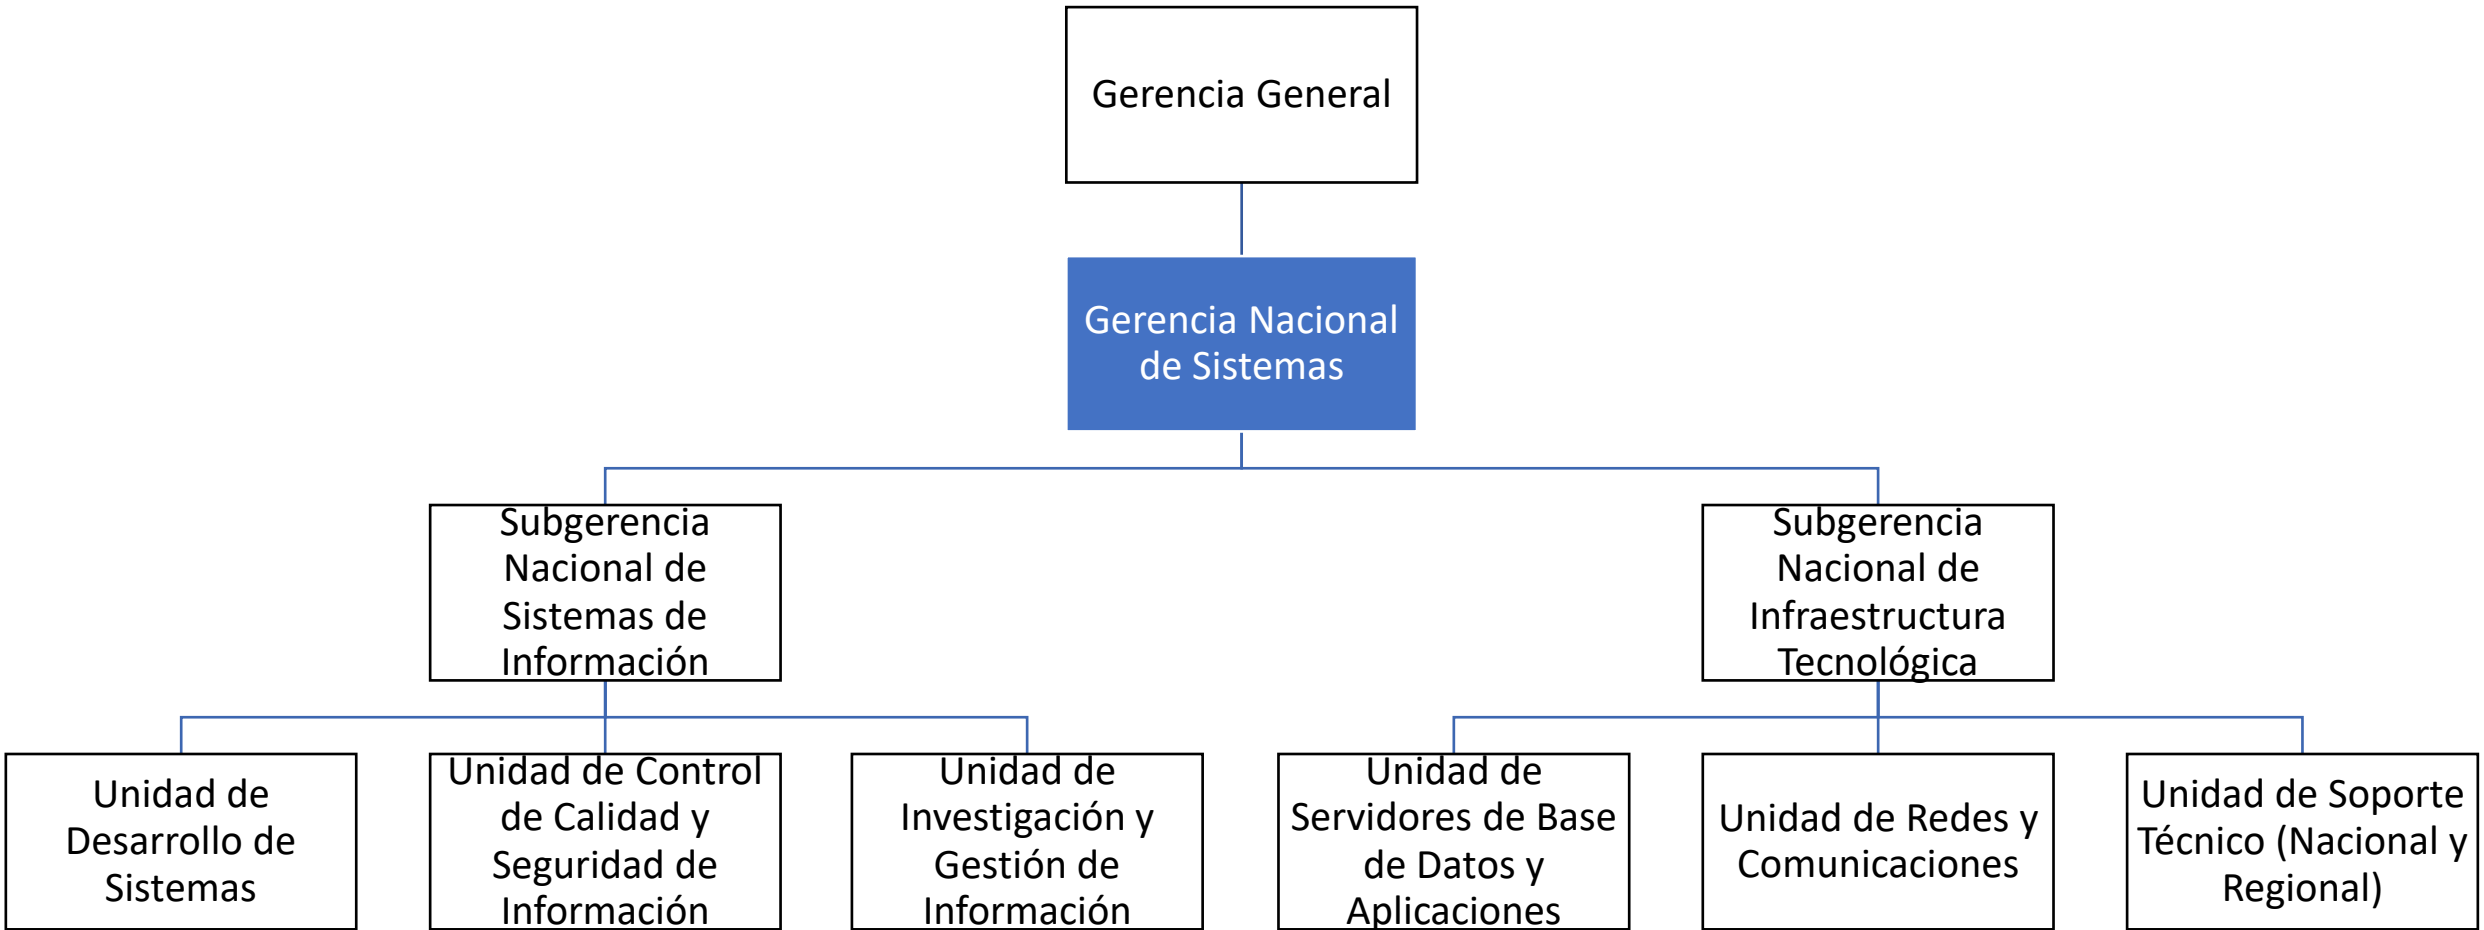 Gerencia General
Gerencia Nacional
de Sistemas
Subgerencia
Nacional de
Sistemas de
Información
Subgerencia
Nacional de
Infraestructura
Tecnológica
Unidad de
Desarrollo de
Sistemas
Unidad de Control
de Calidad y
Seguridad de
Información
Unidad de
Investigación y
Gestión de
Información
Unidad de
Servidores de Base
de Datos y
Aplicaciones
Unidad de Redes y
Comunicaciones
Unidad de Soporte
Técnico (Nacional y
Regional)